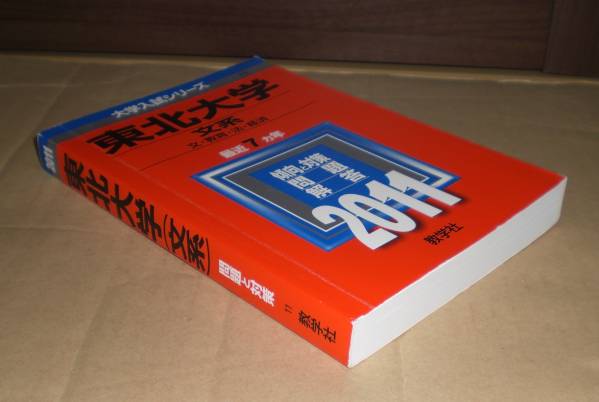 大学入試シリーズ
東北大学
文系
文・教育・法・経済
最近7カ年
傾向と対策
問題
解答
2011
教学社
2011
東北大学(文系)
問題と対策
11
教学社